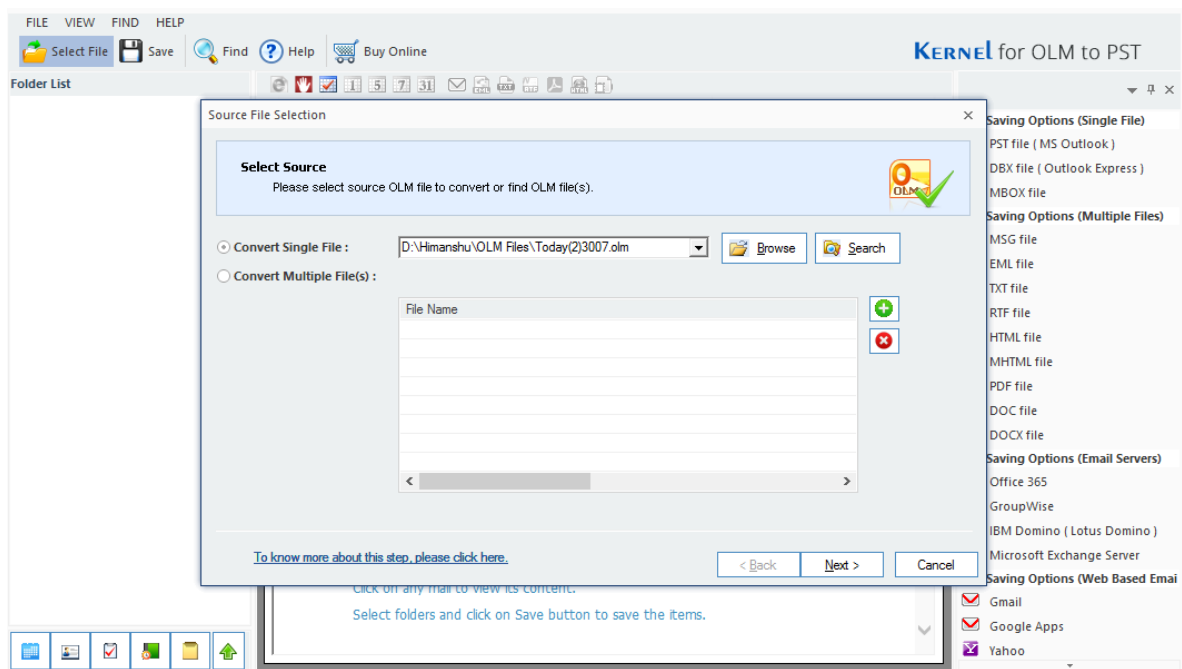 FILE VIEW FIND HELP
Select File Save Find Help Buy Online
KERNEL for OLM to PST
Folder List
1 5 7 31
Source File Selection
Select Source
Please select source OLM file to convert or find OLM file(s).
OLM
Convert Single File :
D:\Himanshu\OLM Files\Today(2)3007.olm
Browse
Search
Convert Multiple File(s) :
File Name
To know more about this step, please click here.
< Back
Next >
Cancel
Click on any mail to view its content.
Select folders and click on Save button to save the items.
Saving Options (Single File)
PST file ( MS Outlook )
DBX file ( Outlook Express )
MBOX file
Saving Options (Multiple Files)
MSG file
EML file
TXT file
RTF file
HTML file
MHTML file
PDF file
DOC file
DOCX file
Saving Options (Email Servers)
Office 365
GroupWise
IBM Domino ( Lotus Domino )
Microsoft Exchange Server
Saving Options (Web Based Emai
Gmail
Google Apps
Yahoo